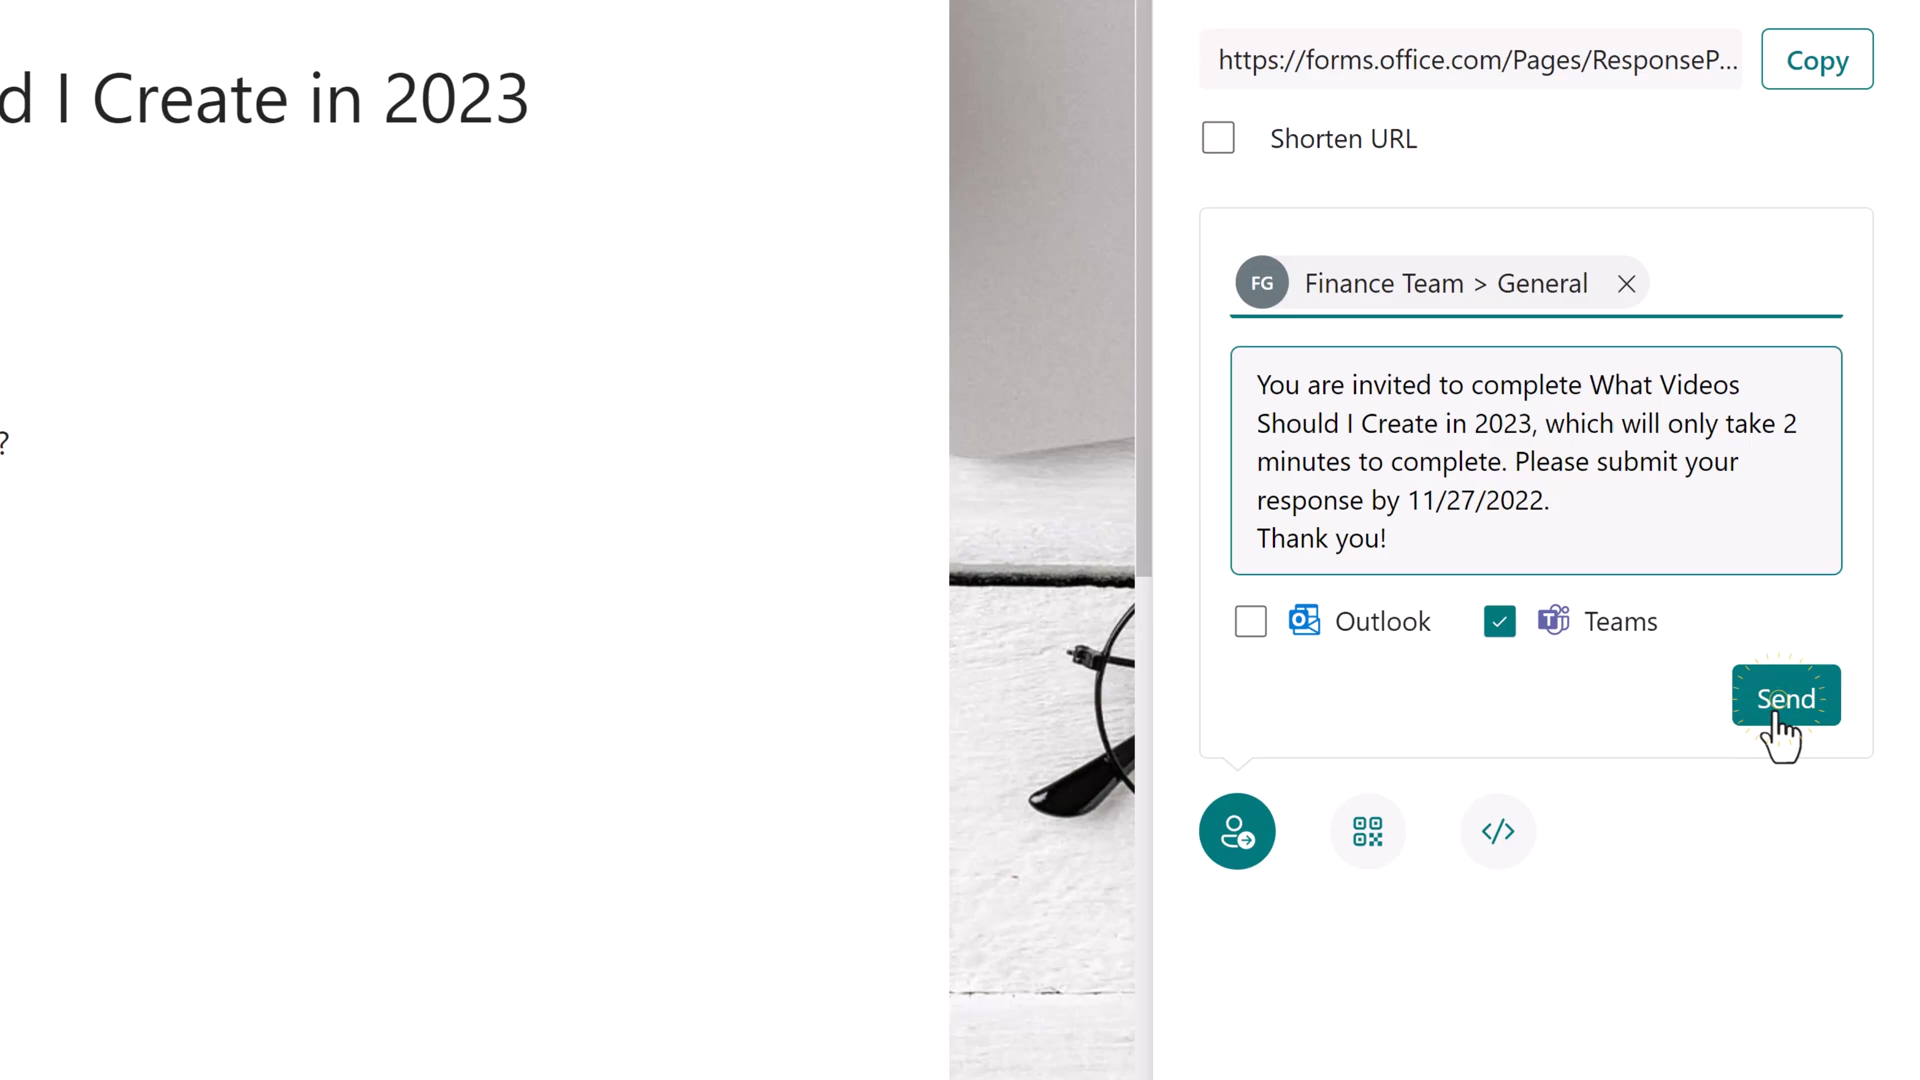 d I Create in 2023
?
https://forms.office.com/Pages/ResponseP...
Copy
Shorten URL
FG
Finance Team > General
You are invited to complete What Videos
Should I Create in 2023, which will only take 2
minutes to complete. Please submit your
response by 11/27/2022.
Thank you!
Outlook
Teams
Send